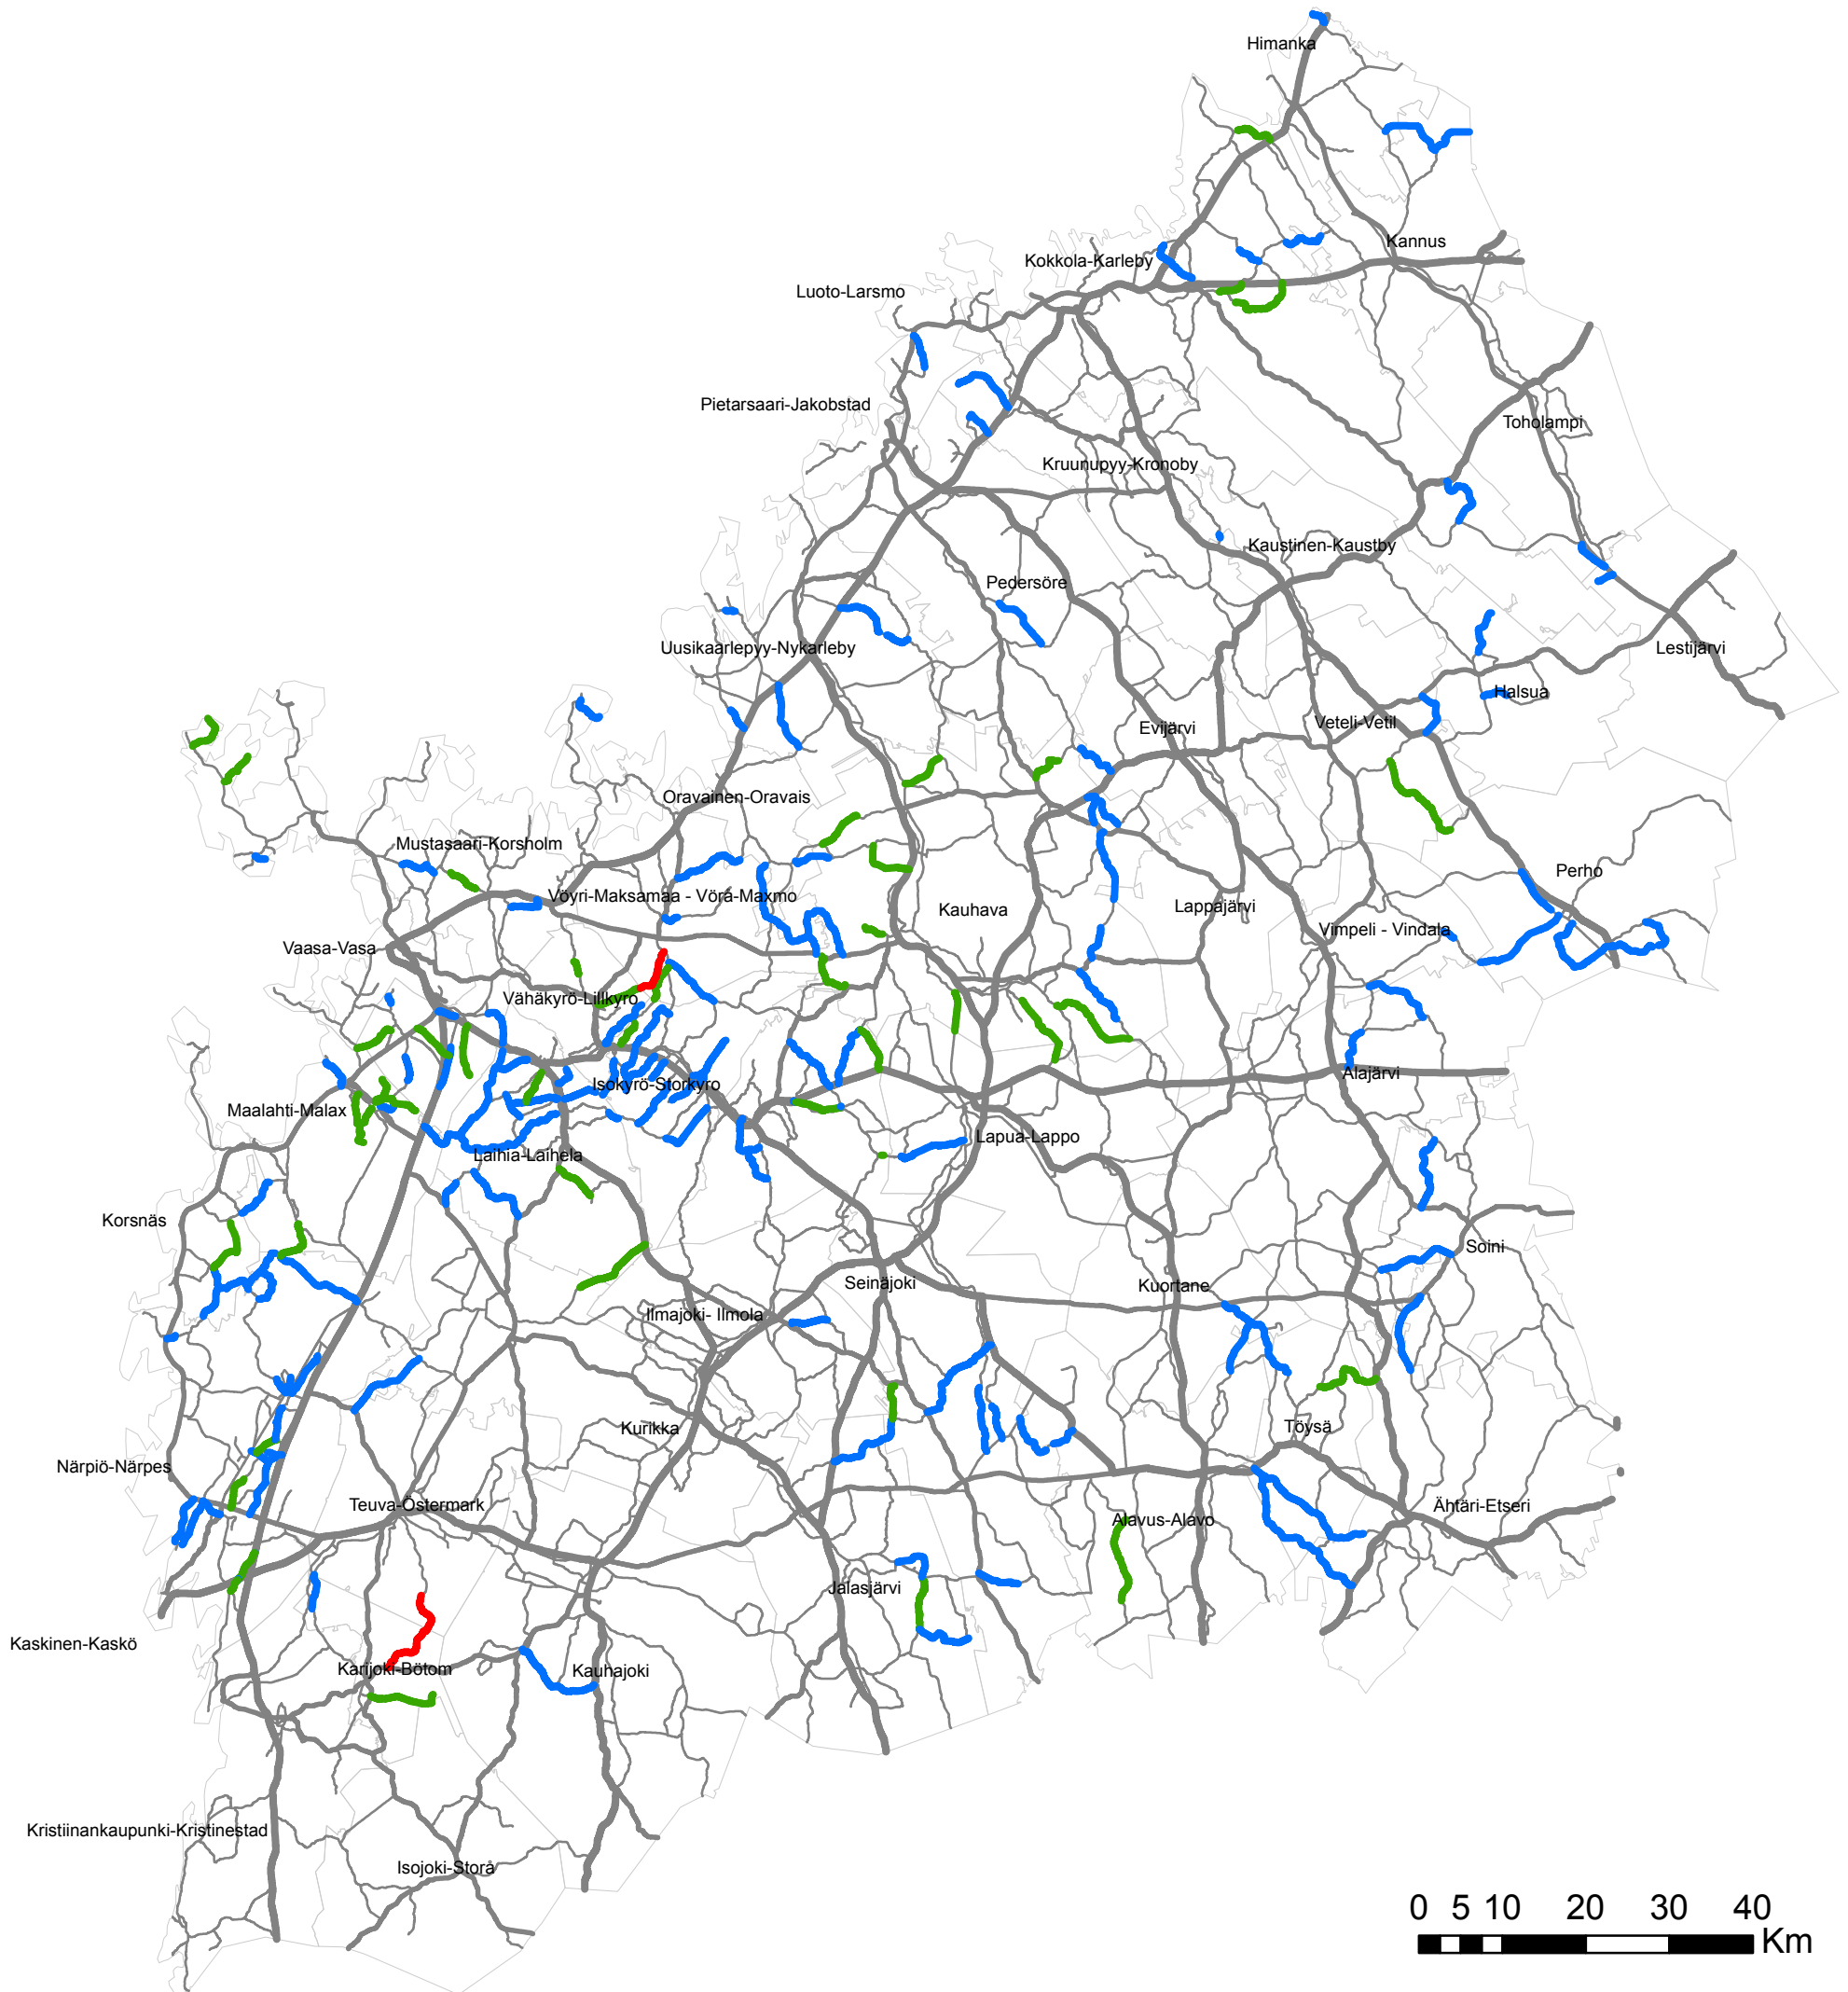 Himanka
Kannus
Kokkola-Karleby
Luoto-Larsmo
Pietarsaari-Jakobstad
Toholampi
Kruunupyy-Kronoby
Kaustinen-Kaustby
Pedersöre
Uusikaarlepyy-Nykarleby
Lestijärvi
Halsua
Veteli-Vetil
Evijärvi
Oravainen-Oravais
Mustasaari-Korsholm
Perho
Vöyri-Maksamaa - Vörå-Maxmo
Lappajärvi
Kauhava
Vimpeli - Vindala
Vaasa-Vasa
Vähäkyrö-Lillkyro
Alajärvi
Isokyrö-Storkyro
Maalahti-Malax
Lapua-Lappo
Laihia-Laihela
Korsnäs
Soini
Seinäjoki
Kuortane
Ilmajoki- Ilmola
Töysä
Kurikka
Närpiö-Närpes
Teuva-Östermark
Ähtäri-Etseri
Alavus-Alavo
Jalasjärvi
Kaskinen-Kaskö
Karijoki-Bötom
Kauhajoki
Kristiinankaupunki-Kristinestad
Isojoki-Storå
0 5 10 20 30 40
Km